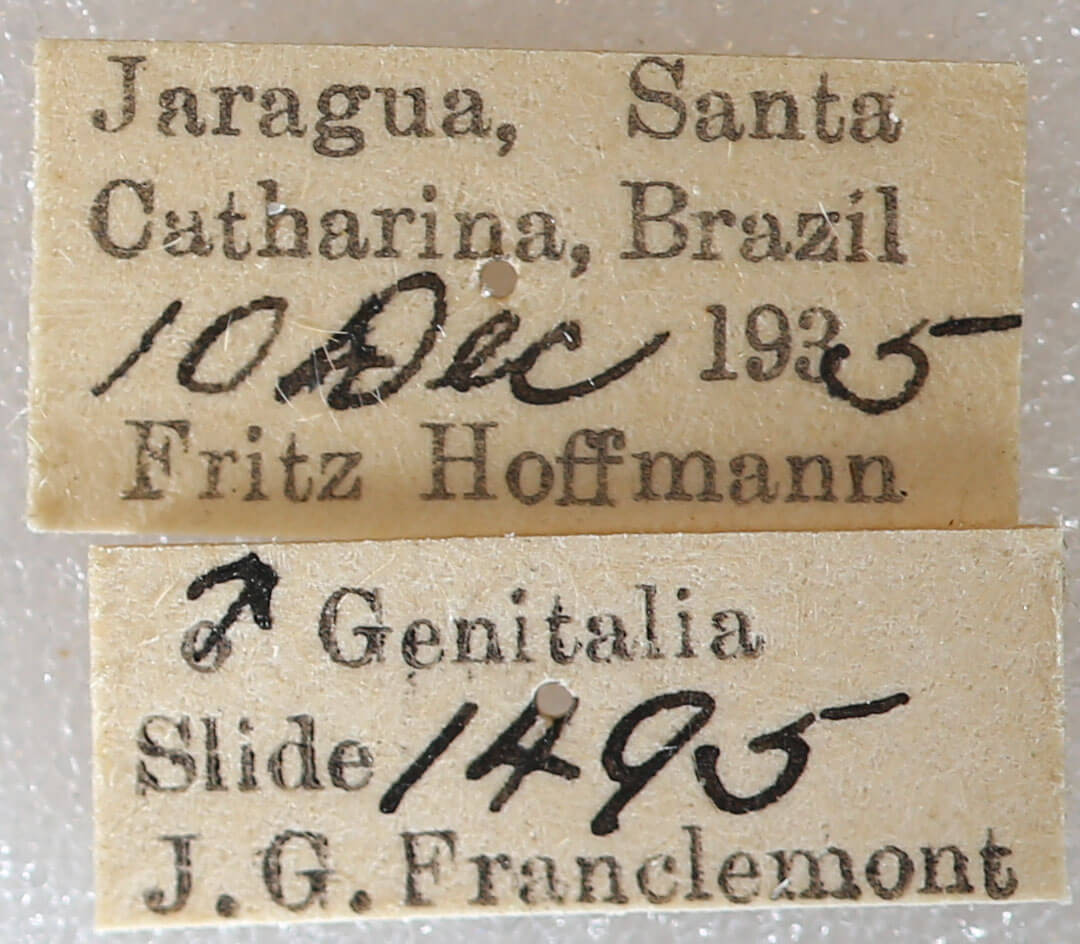 Jaragua, Santa
Catharina, Brazil
10 Dec 1935
Fritz Hoffmann
♂ Genitalia
Slide 1495
J. G. Franclemont